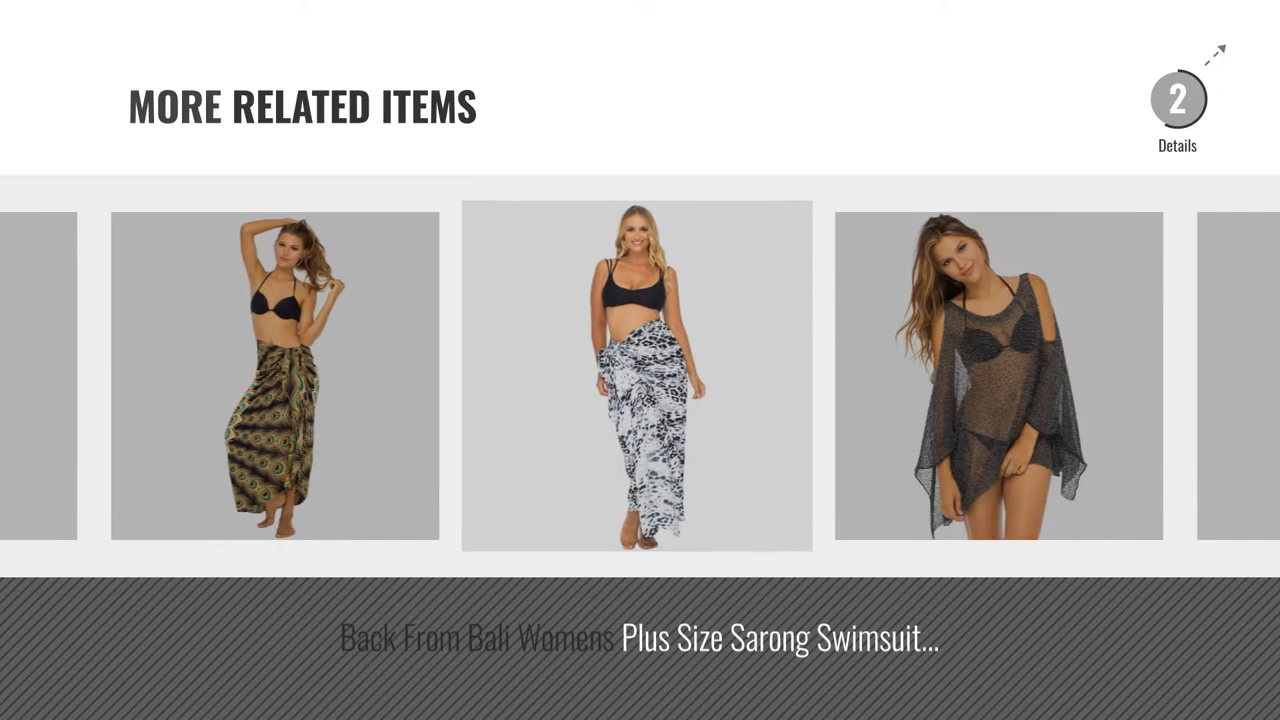 MORE RELATED ITEMS
2
Details
Back From Bali Womens Plus Size Sarong Swimsuit...